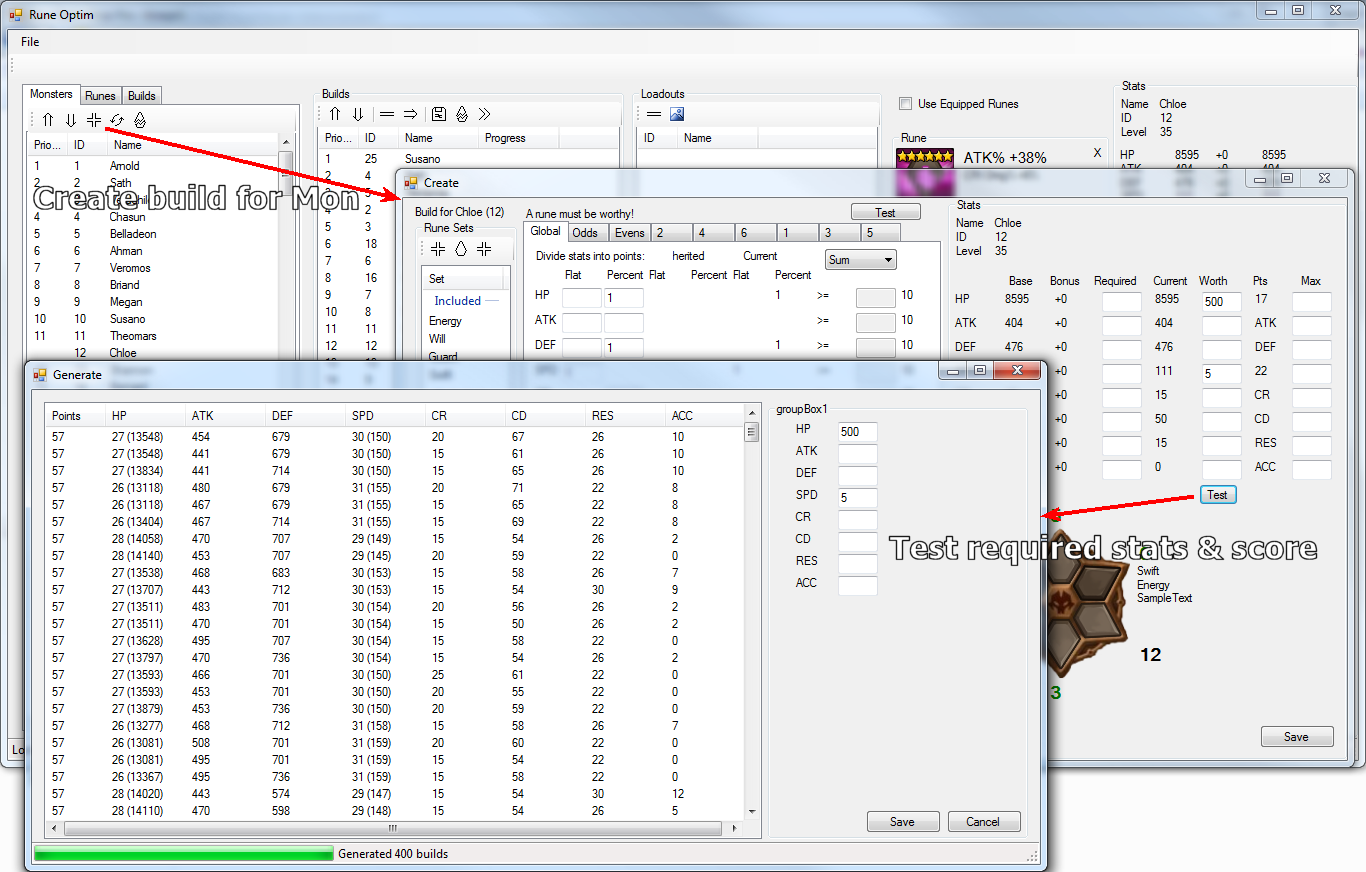 Rune Optim
File
Monsters Runes Builds
Prio... ID Name
1 1 Arnold
2 2 Sath
4 4 Chasun
5 5 Belladeon
6 6 Ahman
7 7 Veromos
8 8 Briand
9 9 Megan
10 10 Susano
11 11 Theomars
12 Chloe
Builds
Prio... ID Name Progress
1 25 Susano
2 4
4 2
5 3
6 18
7 6
8 16
9 7
10 8
11 11
12 12
Loadouts
ID Name
Use Equipped Runes
Rune
ATK% +38% X
Stats
Name Chloe
ID 12
Level 35
HP 8595 +0 8595
Create build for Mon
Create
Build for Chloe (12)
A rune must be worthy!
Test
Rune Sets
Set
Included
Energy
Will
Guard
Global Odds Evens 2 4 6 1 3 5
Divide stats into points: herited Current Sum
Flat Percent Flat Percent Flat Percent
HP 1 1 >= 10
ATK >= 10
DEF 1 1 >= 10
Stats
Name Chloe
ID 12
Level 35
Base Bonus Required Current Worth Pts Max
HP 8595 +0 8595 500 17
ATK 404 +0 404 ATK
DEF 476 +0 476 DEF
+0 111 5 22
+0 15 CR
+0 50 CD
+0 15 RES
+0 0 ACC
Test
Test required stats & score
Swift
Energy
SampleText
12
3
Save
Generate
Points HP ATK DEF SPD CR CD RES ACC
57 27 (13548) 454 679 30 (150) 20 67 26 10
57 27 (13548) 441 679 30 (150) 15 61 26 10
57 27 (13834) 441 714 30 (150) 15 65 26 10
57 26 (13118) 480 679 31 (155) 20 71 22 8
57 26 (13118) 467 679 31 (155) 15 65 22 8
57 26 (13404) 467 714 31 (155) 15 69 22 8
57 28 (14058) 470 707 29 (149) 15 54 26 2
57 28 (14140) 453 707 29 (145) 20 59 22 0
57 27 (13538) 468 683 30 (153) 15 58 26 7
57 27 (13707) 443 712 30 (153) 15 54 30 9
57 27 (13511) 483 701 30 (154) 20 56 26 2
57 27 (13511) 470 701 30 (154) 15 50 26 2
57 27 (13628) 495 707 30 (154) 15 58 22 0
57 27 (13797) 470 736 30 (154) 15 54 26 2
57 27 (13593) 466 701 30 (150) 25 61 22 0
57 27 (13593) 453 701 30 (150) 20 55 22 0
57 27 (13879) 453 736 30 (150) 20 59 22 0
57 26 (13277) 468 712 31 (158) 15 58 26 7
57 26 (13081) 508 701 31 (159) 20 60 22 0
57 26 (13081) 495 701 31 (159) 15 54 22 0
57 26 (13367) 495 736 31 (159) 15 58 22 0
57 28 (14020) 443 574 29 (147) 15 54 30 12
57 28 (14110) 470 598 29 (148) 15 54 26 5
groupBox1
HP 500
ATK
DEF
SPD 5
CR
CD
RES
ACC
Save Cancel
Generated 400 builds